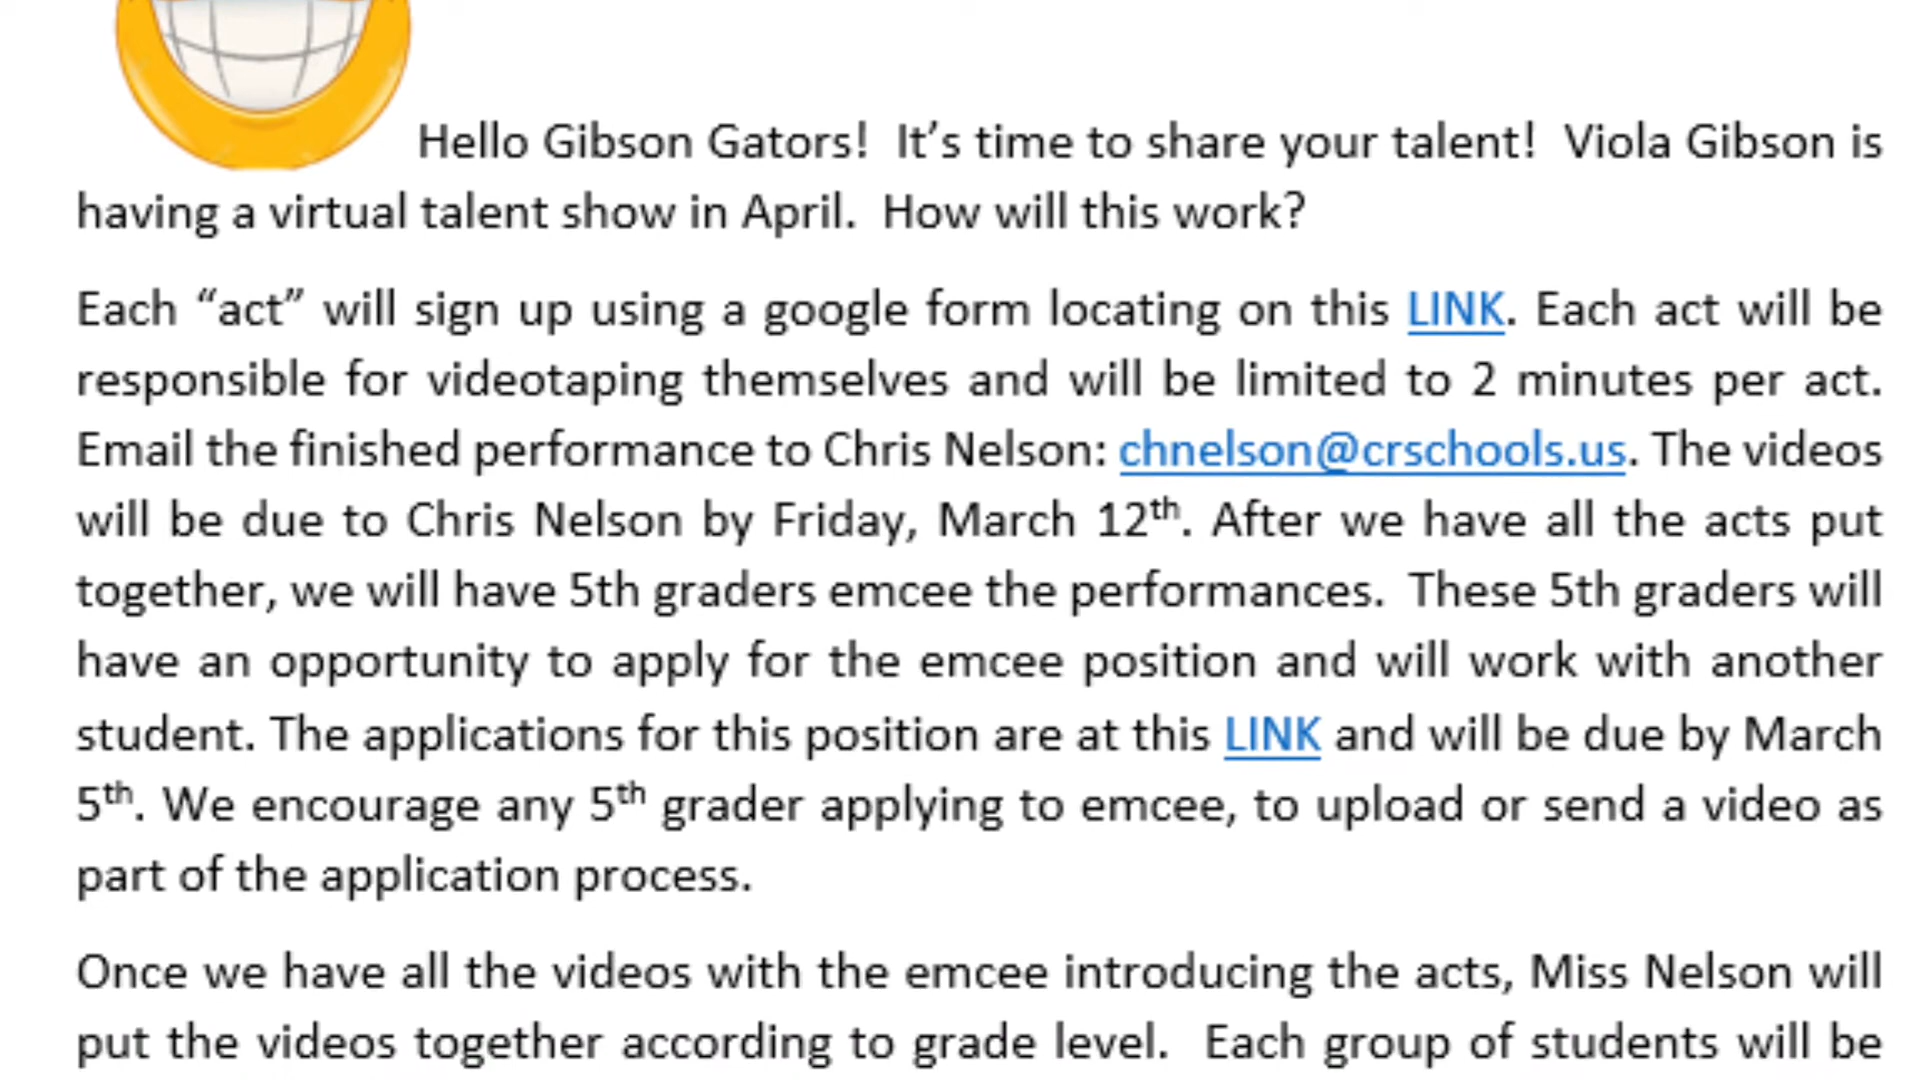 Hello Gibson Gators!  It’s time to share your talent!  Viola Gibson is
having a virtual talent show in April.  How will this work?
Each “act” will sign up using a google form locating on this LINK. Each act will be
responsible for videotaping themselves and will be limited to 2 minutes per act.
Email the finished performance to Chris Nelson: chnelson@crschools.us. The videos
will be due to Chris Nelson by Friday, March 12th. After we have all the acts put
together, we will have 5th graders emcee the performances.  These 5th graders will
have an opportunity to apply for the emcee position and will work with another
student. The applications for this position are at this LINK and will be due by March
5th. We encourage any 5th grader applying to emcee, to upload or send a video as
part of the application process.
Once we have all the videos with the emcee introducing the acts, Miss Nelson will
put the videos together according to grade level.  Each group of students will be